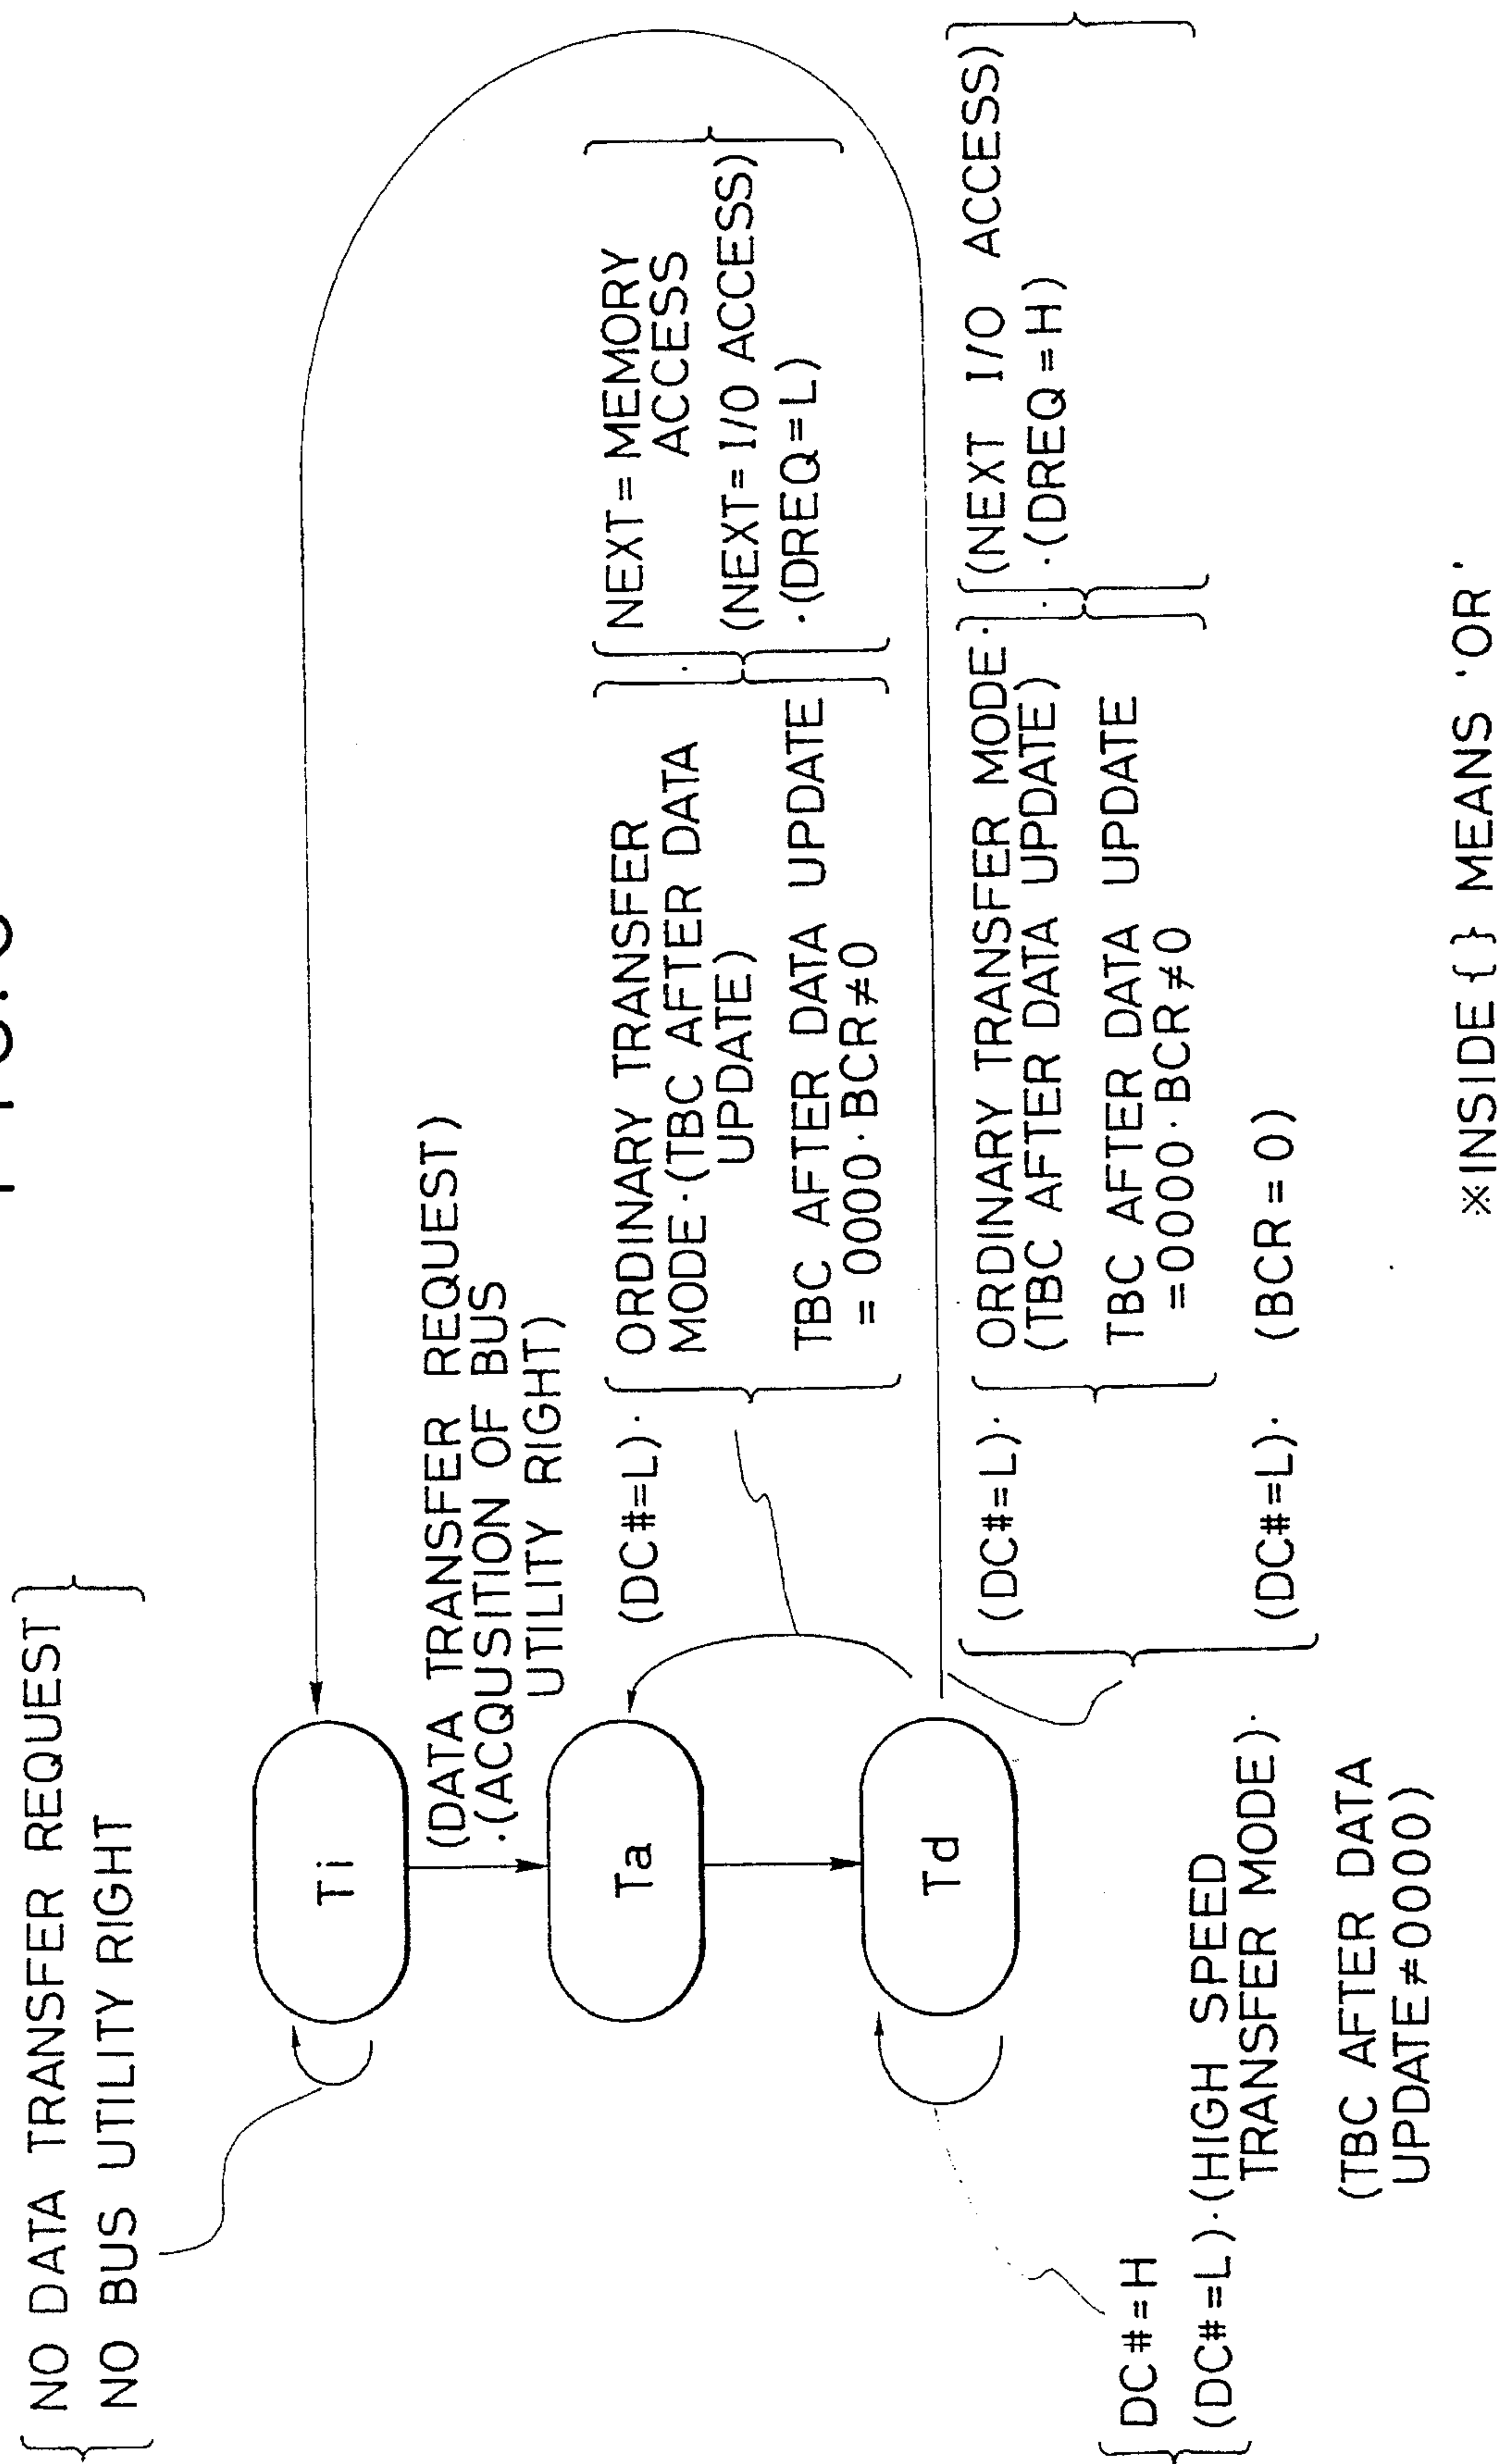 NO DATA TRANSFER REQUEST
NO BUS UTILITY RIGHT
Ti
(DATA TRANSFER REQUEST)
·(ACQUSITION OF BUS
UTILITY RIGHT)
Ta
(DC#=L)·
ORDINARY TRANSFER
MODE·(TBC AFTER DATA
UPDATE)
TBC AFTER DATA UPDATE
= 0000·BCR≠0
·
NEXT=MEMORY
ACCESS
(NEXT=I/O ACCESS)
·(DREQ=L)
Td
(DC#=L)·
ORDINARY TRANSFER MODE·
(TBC AFTER DATA UPDATE)
TBC AFTER DATA UPDATE
=0000·BCR≠0
·
(NEXT I/O ACCESS)
·(DREQ=H)
(DC#=L)· (BCR=0)
DC#=H
(DC#=L)·(HIGH SPEED
TRANSFER MODE)·
(TBC AFTER DATA
UPDATE≠0000)
※INSIDE { } MEANS 'OR'